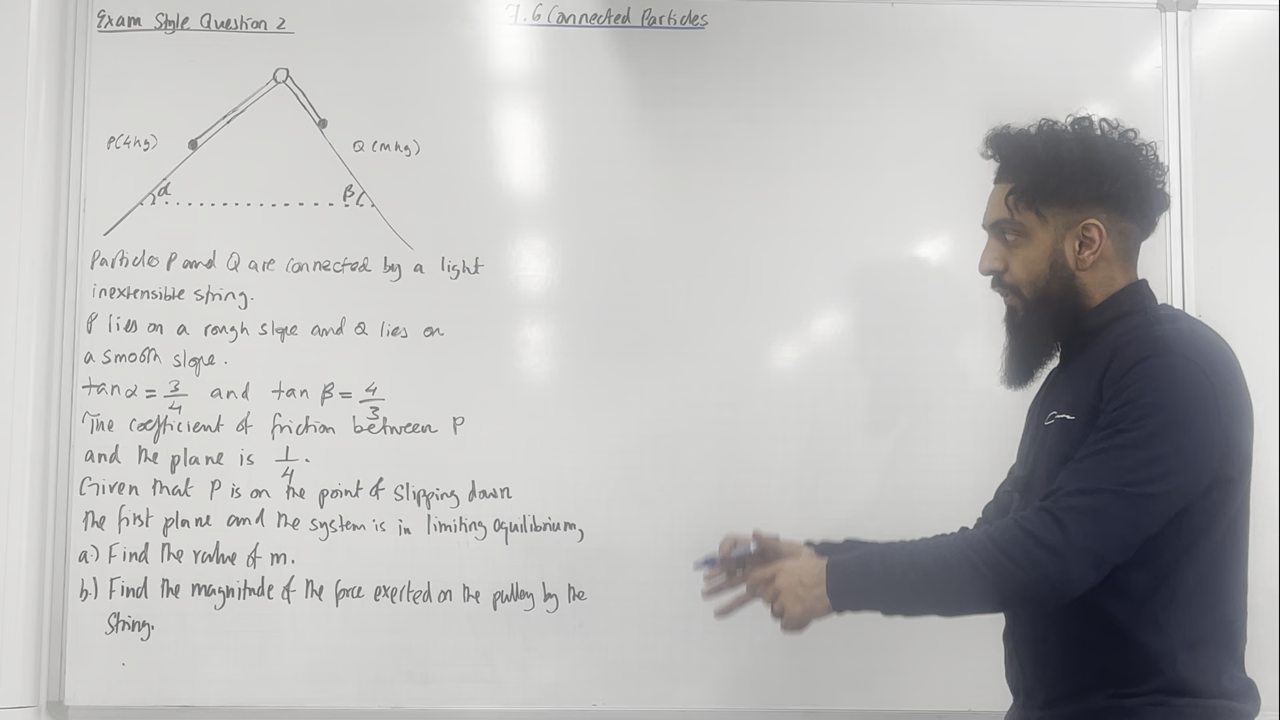 Exam Style Question 2
7.6 Connected Particles
P(4kg)
Q (mkg)
α
β
Particles P and Q are connected by a light
inextensible string.
P lies on a rough slope and Q lies on
a smooth slope.
tan α = 3/4 and tan β = 4/3
The coefficient of friction between P
and the plane is 1/4.
Given that P is on the point of slipping down
the first plane and the system is in limiting equilibrium,
a.) Find the value of m.
b.) Find the magnitude of the force exerted on the pulley by the
string.